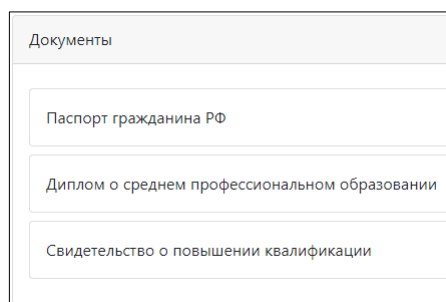 Документы
Паспорт гражданина РФ
Диплом о среднем профессиональном образовании
Свидетельство о повышении квалификации